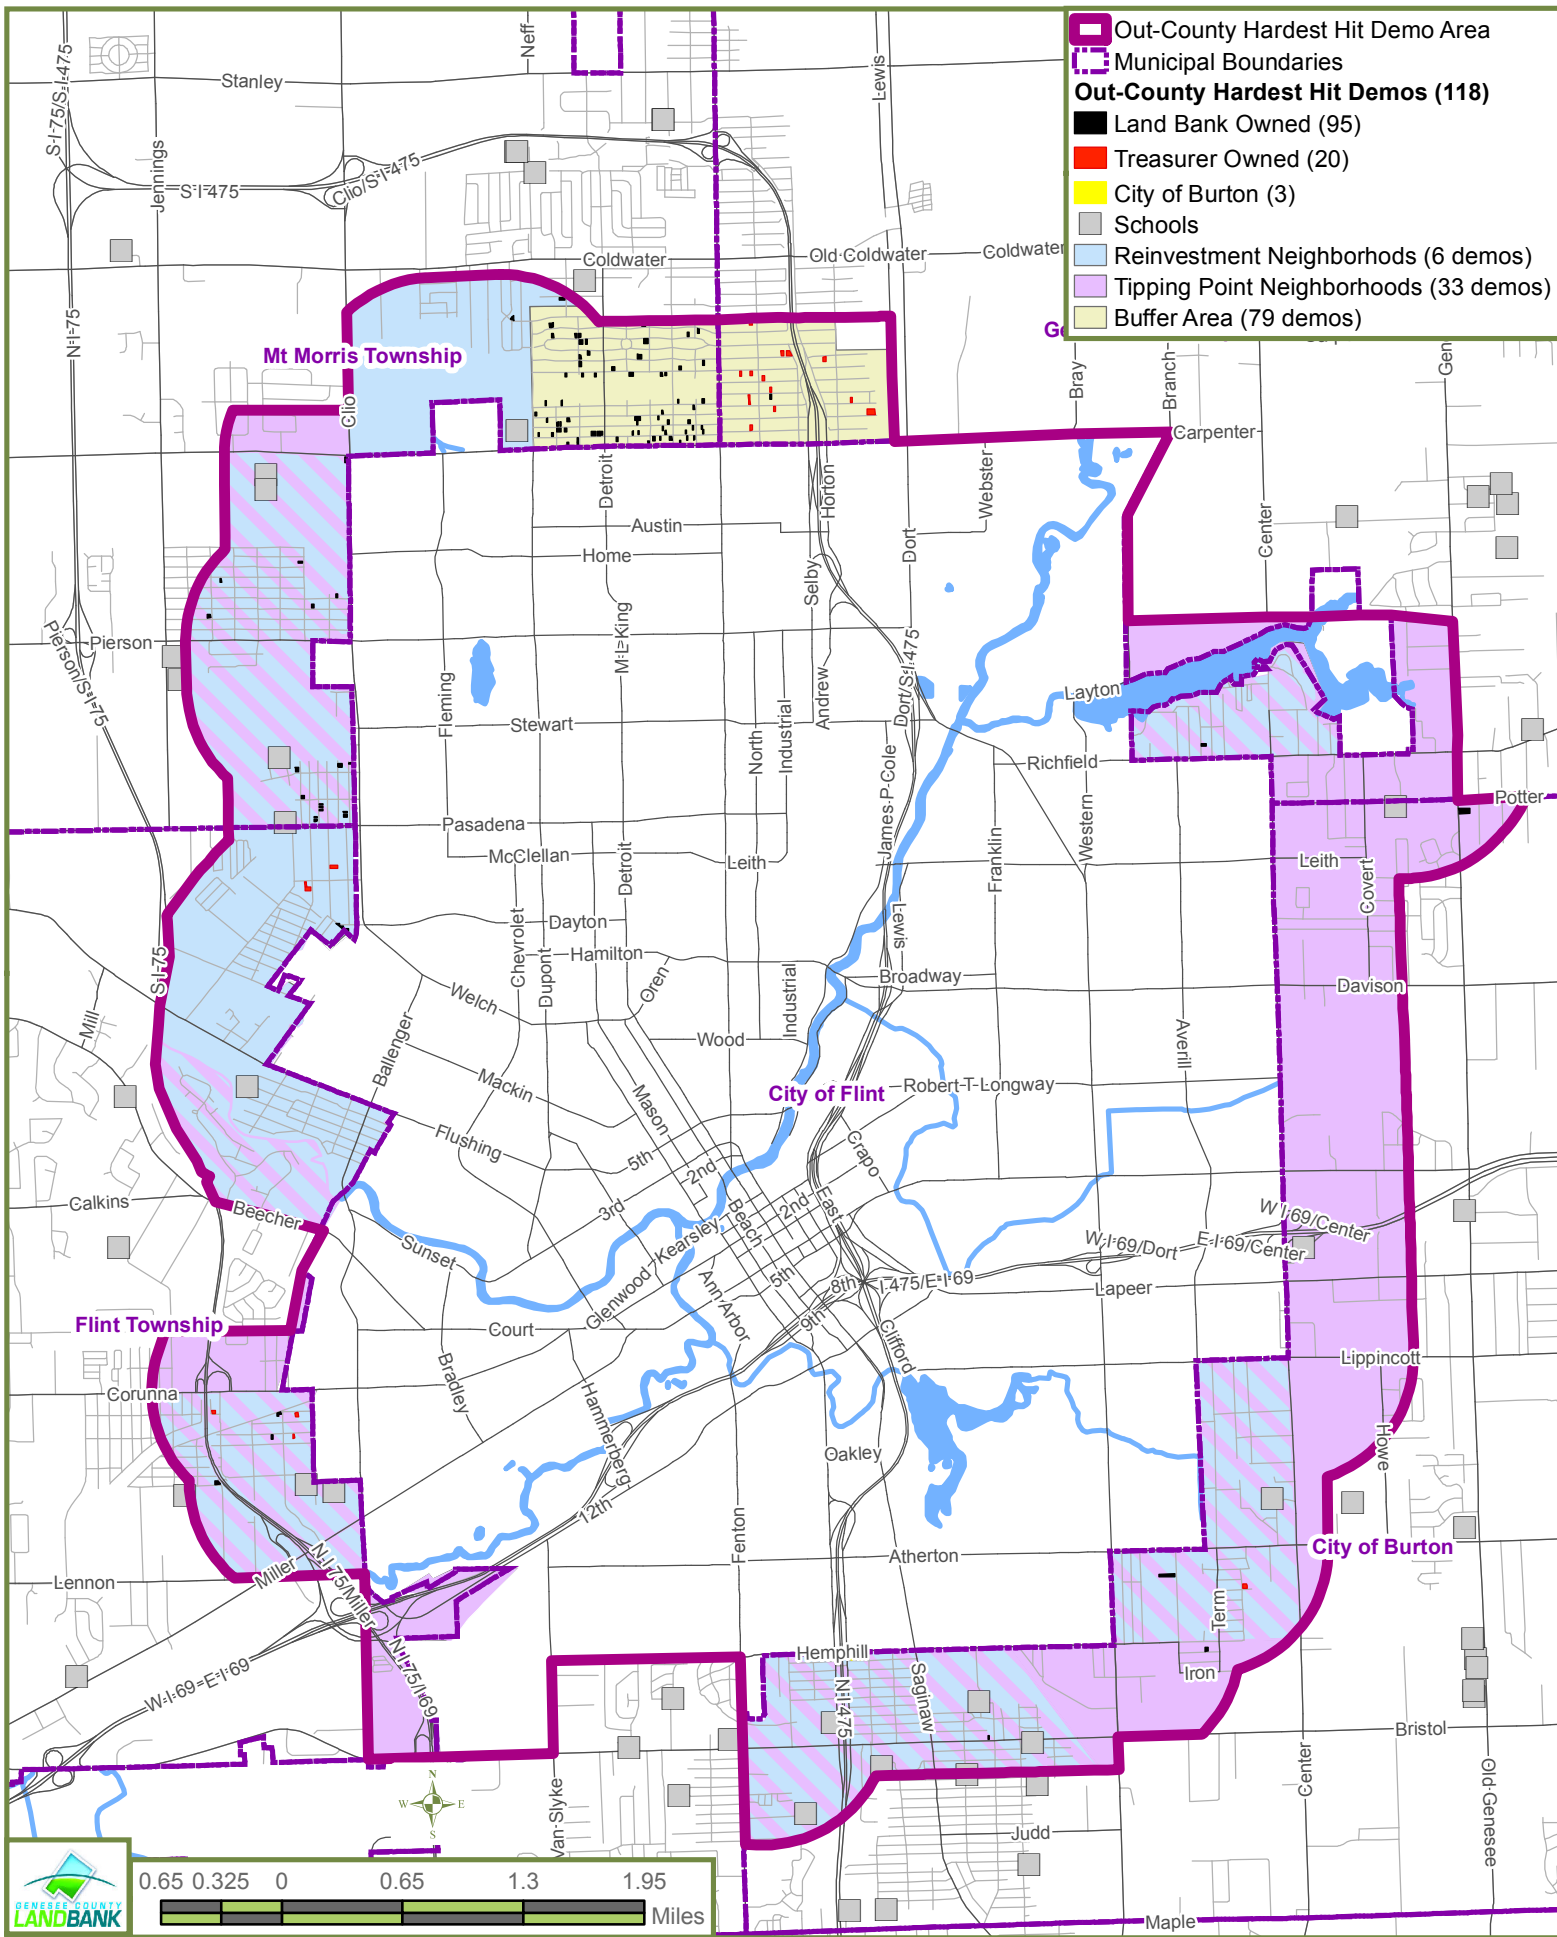 Out-County Hardest Hit Demo Area
Municipal Boundaries
Out-County Hardest Hit Demos (118)
Land Bank Owned (95)
Treasurer Owned (20)
City of Burton (3)
Schools
Reinvestment Neighborhods (6 demos)
Tipping Point Neighborhoods (33 demos)
Buffer Area (79 demos)
S-I-75/S-I-475
Stanley
Neff
Lewis
Jennings
S-I-475
Clio/S-I-475
Coldwater
Old-Coldwater
Coldwater
N-I-75
Mt Morris Township
Clio
Ge
Bray
Branch
Gen
Carpenter
Detroit
Horton
Webster
Center
Austin
Home
Dort
Selby
Pierson
Pierson/S-I-75
M-L-King
Fleming
Andrew
Dort/S-I-475
Layton
Stewart
North
Industrial
Richfield
James-P-Cole
Western
Potter
Pasadena
McClellan
Detroit
Leith
Franklin
Leith
Covert
Dayton
Chevrolet
Lewis
Hamilton
Dupont
Oren
S-I-75
Broadway
Davison
Mill
Welch
Industrial
Wood
Averill
Ballenger
Mackin
Mason
City of Flint
Robert-T-Longway
Flushing
5th
2nd
Crapo
Calkins
Beecher
3rd
Beach
2nd
East
W I-69/Center
Sunset
Kearsley
W-I-69/Dort
E-I-69/Center
Glenwood
Ann-Arbor
5th
8th
I-475/E-I-69
Lapeer
Flint Township
Court
9th
Clifford
Bradley
Lippincott
Corunna
Hammerberg
Howe
Oakley
12th
Fenton
City of Burton
Atherton
Lennon
Miller
N-I-75/Miller
Term
Hemphill
Iron
W-I-69=E-I-69
N-I-75/I-69
N-I-475
Saginaw
Bristol
N
W
E
S
Van-Slyke
Center
Old-Genesee
Judd
GENESEE COUNTY
LANDBANK
0.65 0.325 0 0.65 1.3 1.95
Miles
Maple